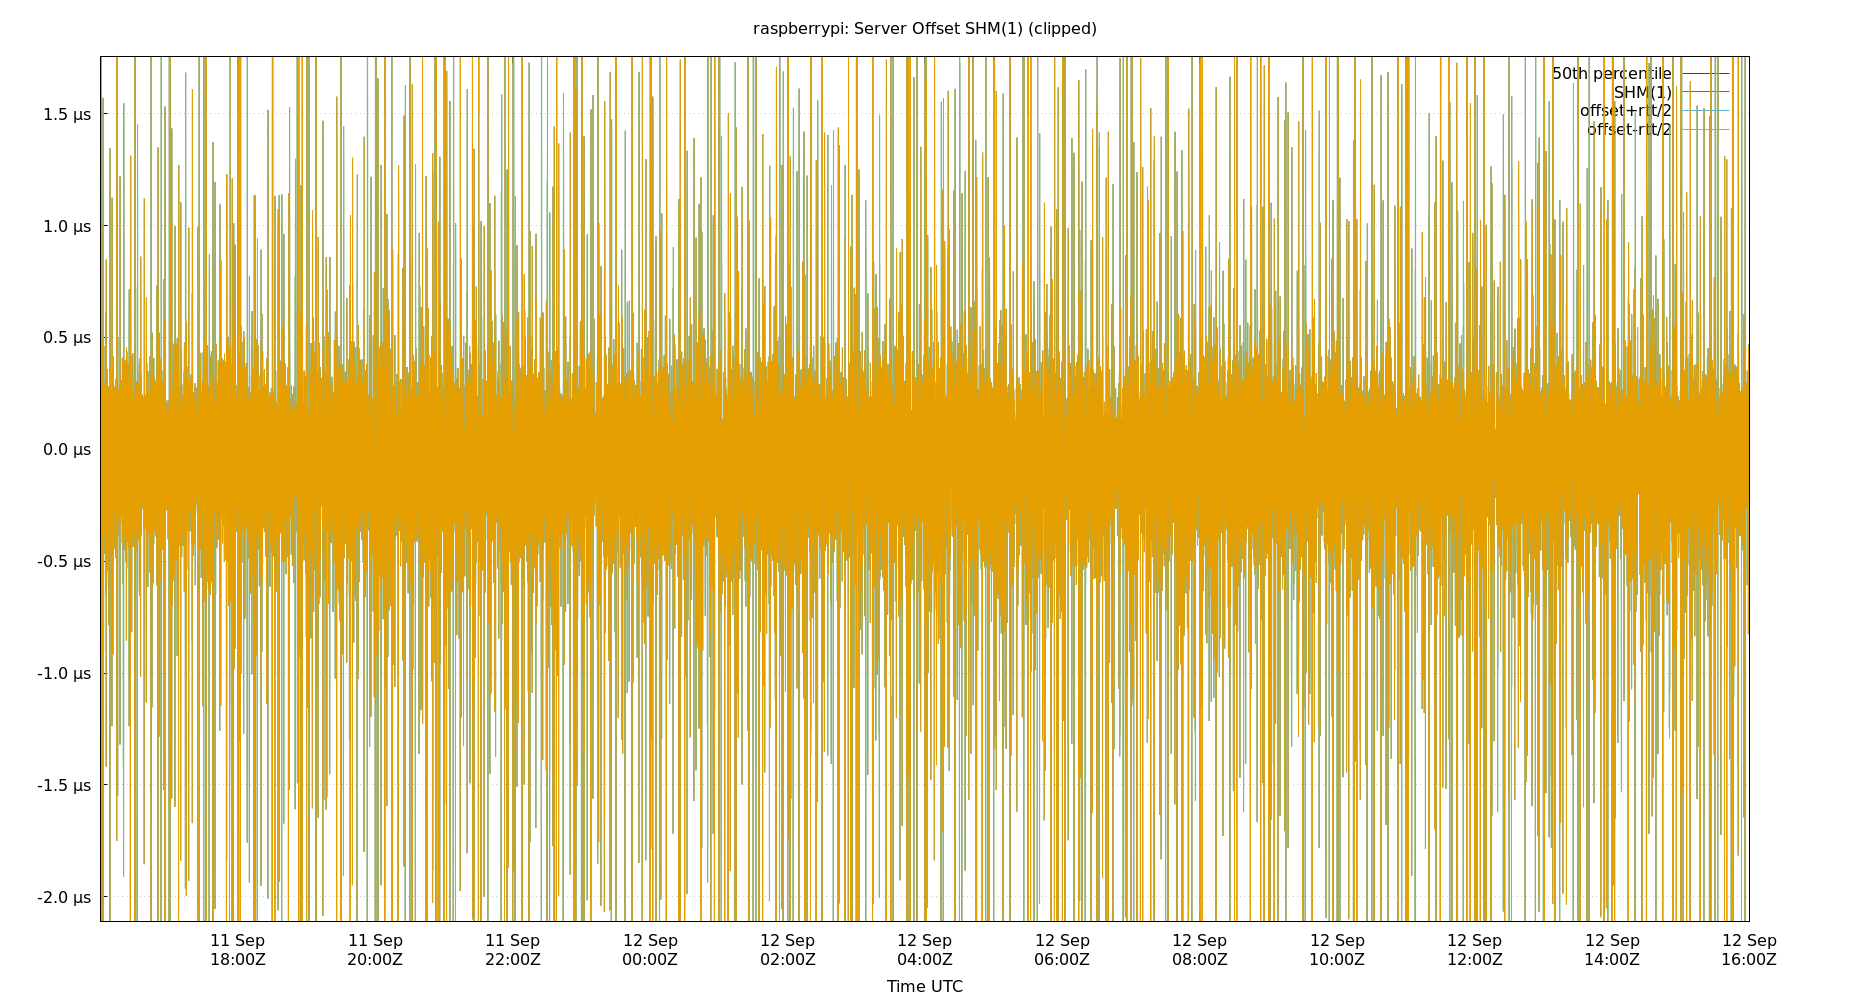 raspberrypi: Server Offset SHM(1) (clipped)
50th percentile
SHM(1)
offset+rtt/2
offset-rtt/2
1.5 µs
1.0 µs
0.5 µs
0.0 µs
-0.5 µs
-1.0 µs
-1.5 µs
-2.0 µs
11 Sep 11 Sep 11 Sep 12 Sep 12 Sep 12 Sep 12 Sep 12 Sep 12 Sep 12 Sep 12 Sep 12 Sep
18:00Z 20:00Z 22:00Z 00:00Z 02:00Z 04:00Z 06:00Z 08:00Z 10:00Z 12:00Z 14:00Z 16:00Z
Time UTC